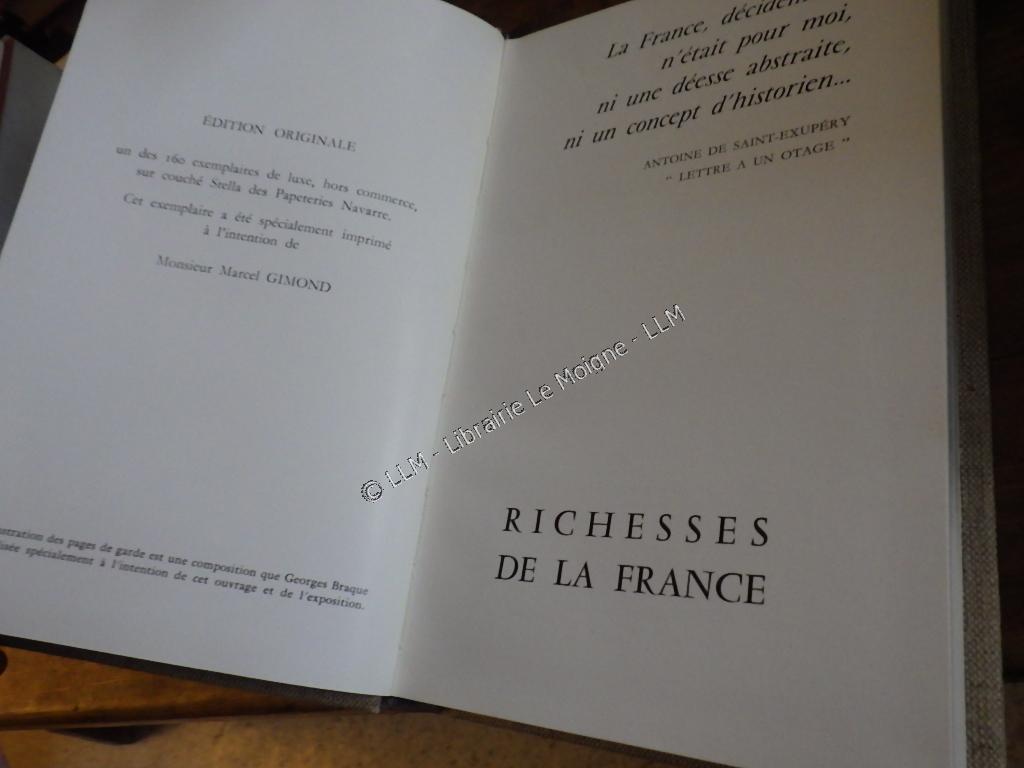 ÉDITION ORIGINALE
un des 160 exemplaires de luxe, hors commerce,
sur couché Stella des Papeteries Navarre.
Cet exemplaire a été spécialement imprimé
à l'intention de
Monsieur Marcel GIMOND
des pages de garde est une composition que Georges Braque
spécialement à l'intention de cet ouvrage et de l'exposition.
La France,
n'était pour moi,
ni une déesse abstraite,
ni un concept d'historien...
ANTOINE DE SAINT-EXUPÉRY
“ LETTRE A UN OTAGE ”
RICHESSES
DE LA FRANCE
© LLM - Librairie Le Moigne - LLM